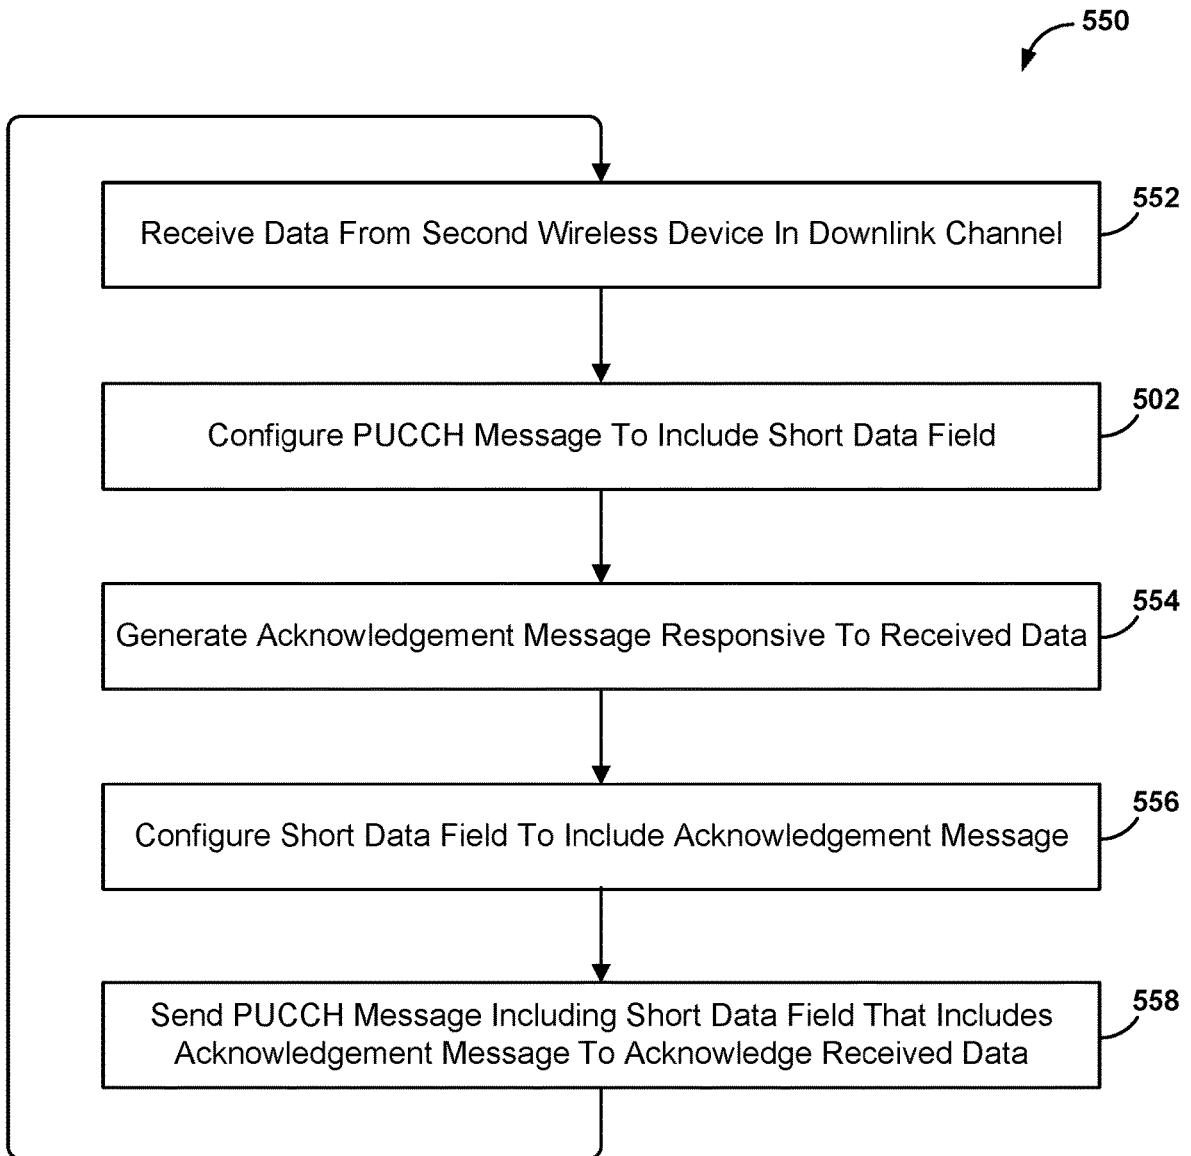 550
Receive Data From Second Wireless Device In Downlink Channel
552
Configure PUCCH Message To Include Short Data Field
502
Generate Acknowledgement Message Responsive To Received Data
554
Configure Short Data Field To Include Acknowledgement Message
556
Send PUCCH Message Including Short Data Field That Includes
Acknowledgement Message To Acknowledge Received Data
558